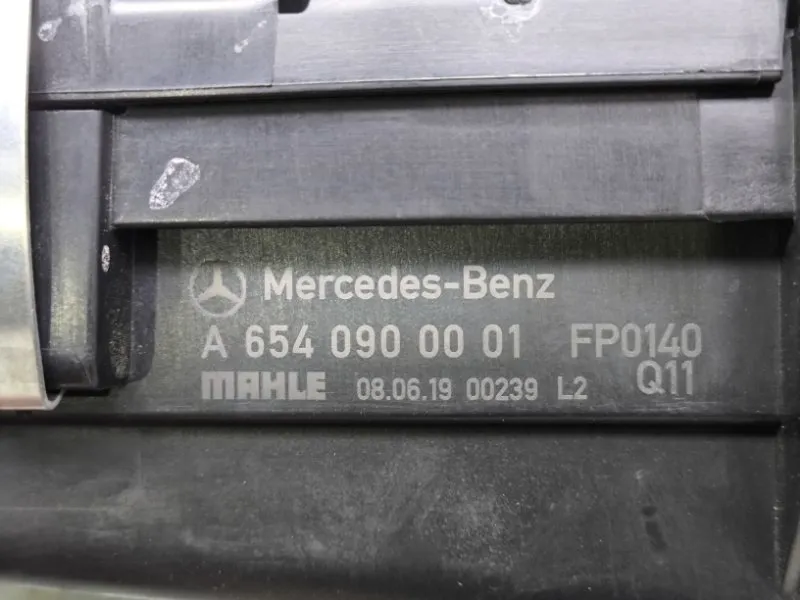 Mercedes-Benz
A 654 090 00 01 FP0140
MAHLE 08.06.19 00239 L2 Q11